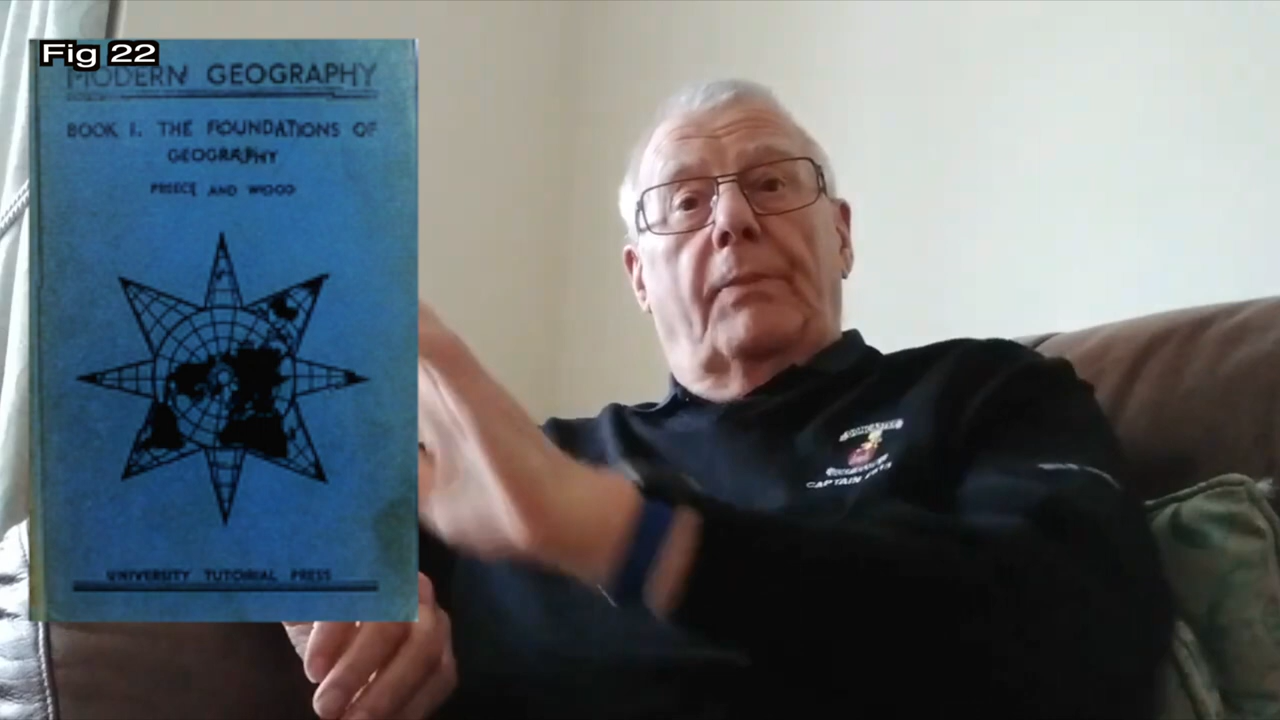 Fig 22
MODERN GEOGRAPHY
BOOK I. THE FOUNDATIONS OF
GEOGRAPHY
PREECE AND WOOD
UNIVERSITY TUTORIAL PRESS
CAPTAIN